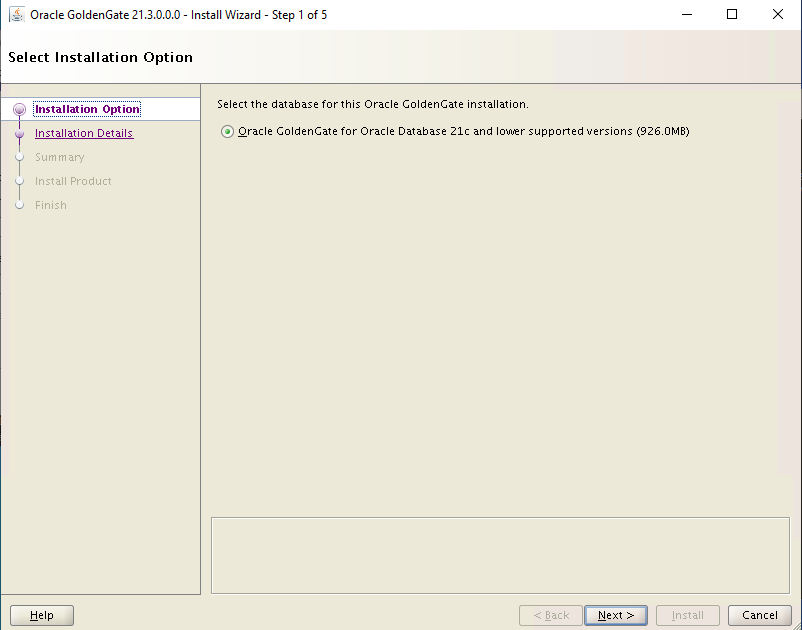 Oracle GoldenGate 21.3.0.0.0 - Install Wizard - Step 1 of 5
Select Installation Option
Installation Option
Installation Details
Summary
Install Product
Finish
Select the database for this Oracle GoldenGate installation.
Oracle GoldenGate for Oracle Database 21c and lower supported versions (926.0MB)
Help
< Back
Next >
Install
Cancel